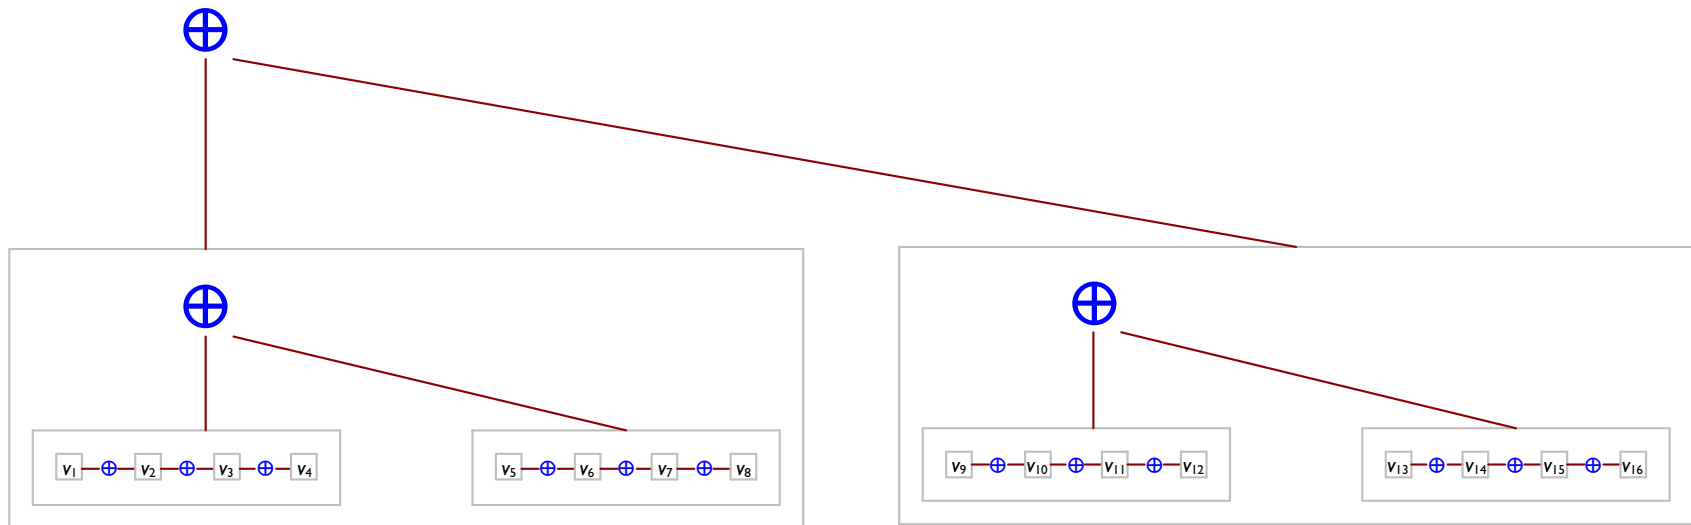 ⊕
⊕ ⊕
v₁ ⊕ v₂ ⊕ v₃ ⊕ v₄ v₅ ⊕ v₆ ⊕ v₇ ⊕ v₈ v₉ ⊕ v₁₀ ⊕ v₁₁ ⊕ v₁₂ v₁₃ ⊕ v₁₄ ⊕ v₁₅ ⊕ v₁₆